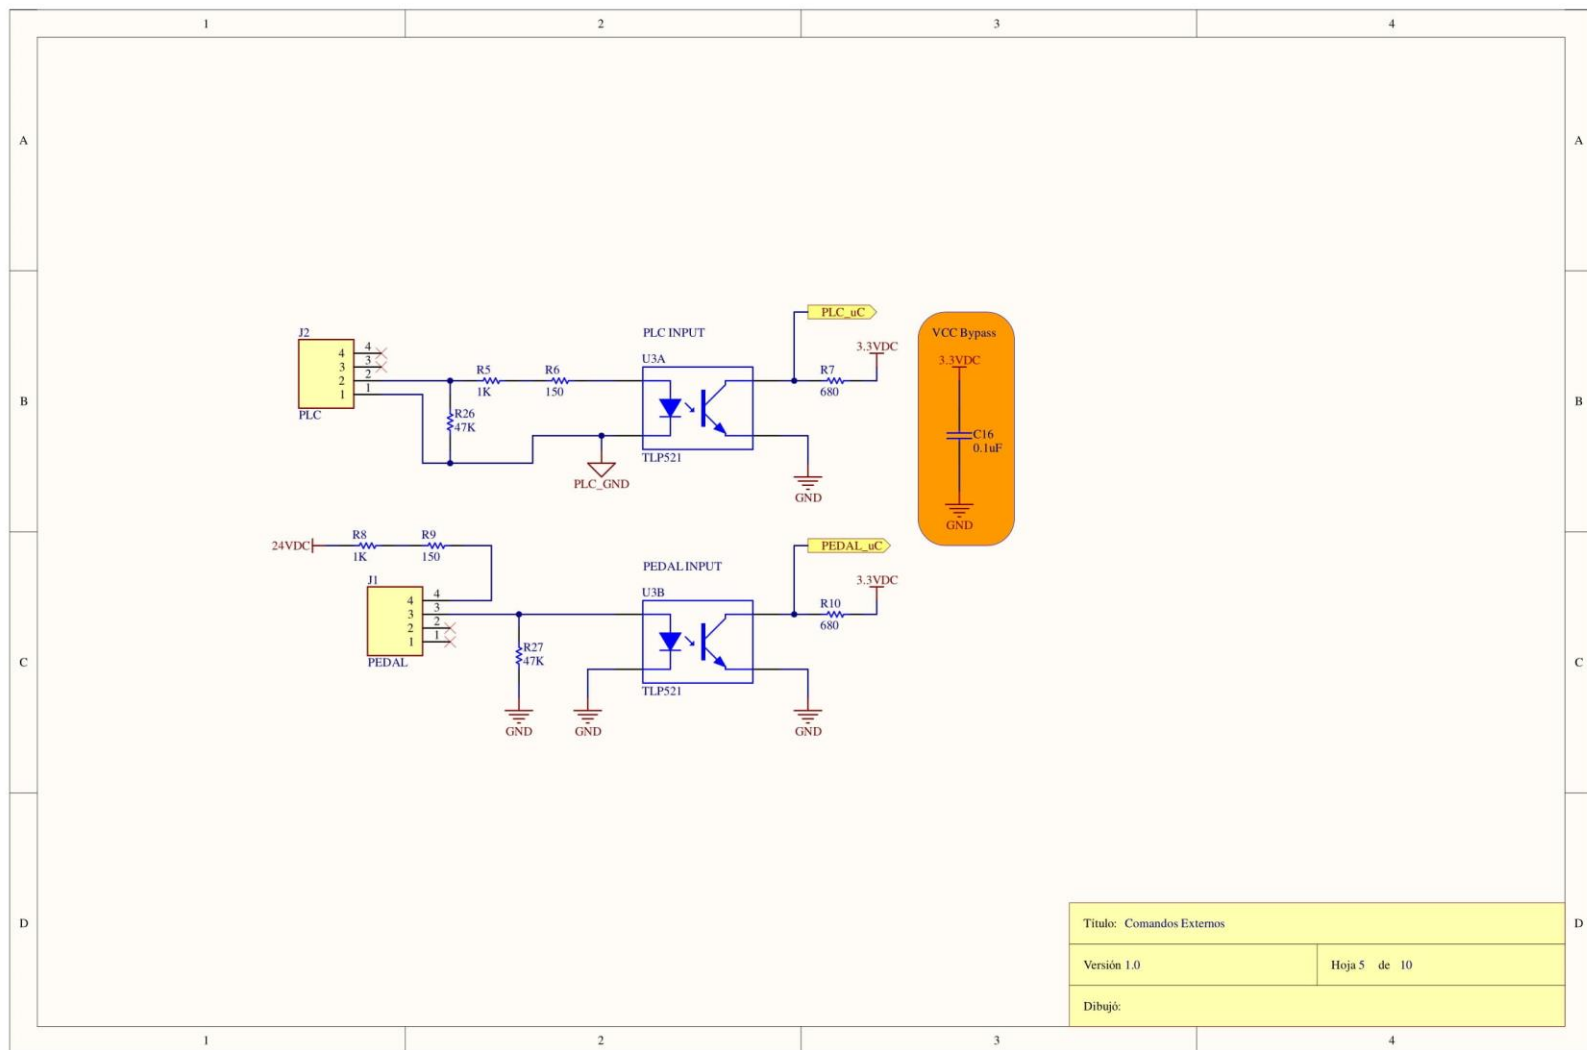 1 2 3 4
A A
B B
C C
D D
J2
4 4
3 3
2 2
1 1
PLC
R5
1K
R6
150
R26
47K
PLC INPUT
U3A
TLP521
PLC_GND
PLC_uC
3.3VDC
R7
680
GND
VCC Bypass
3.3VDC
C16
0.1uF
GND
24VDC
R8
1K
R9
150
J1
4 4
3 3
2 2
1 1
PEDAL
R27
47K
GND
GND
PEDAL INPUT
U3B
TLP521
PEDAL_uC
3.3VDC
R10
680
GND
Título: Comandos Externos
Versión 1.0
Hoja 5 de 10
Dibujó:
1 2 3 4